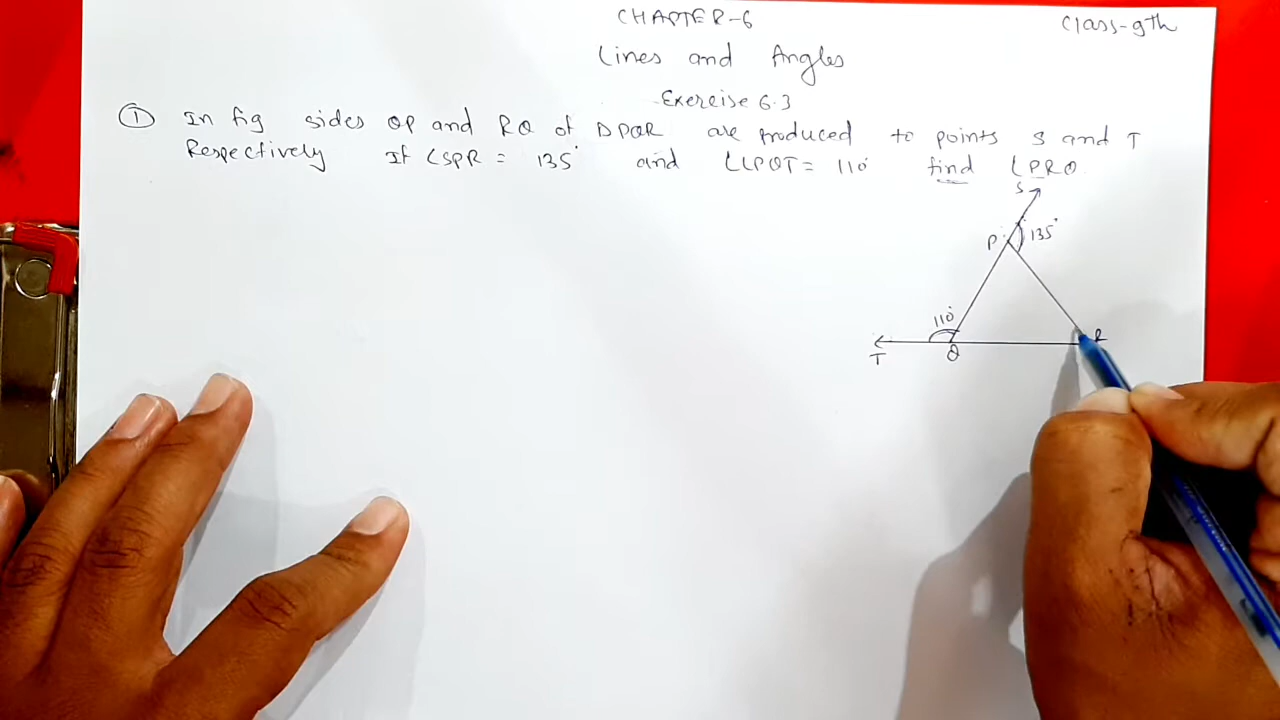 CHAPTER-6
Class-9th
Lines and Angles
Exercise 6.3
① In fig sides QP and RQ of ΔPQR are produced to points S and T
Respectively If ∠SPR = 135° and ∠∠PQT = 110° find ∠PRQ
S
P 135°
110°
R
T Q